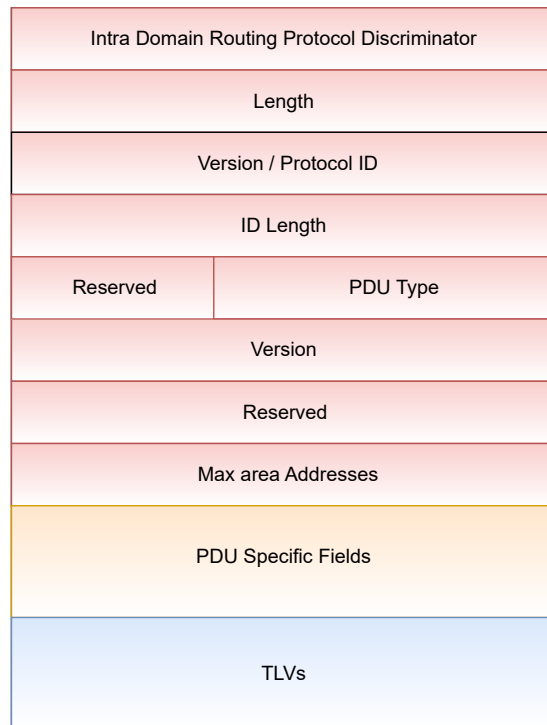 Intra Domain Routing Protocol Discriminator
Length
Version / Protocol ID
ID Length
Reserved PDU Type
Version
Reserved
Max area Addresses
PDU Specific Fields
TLVs